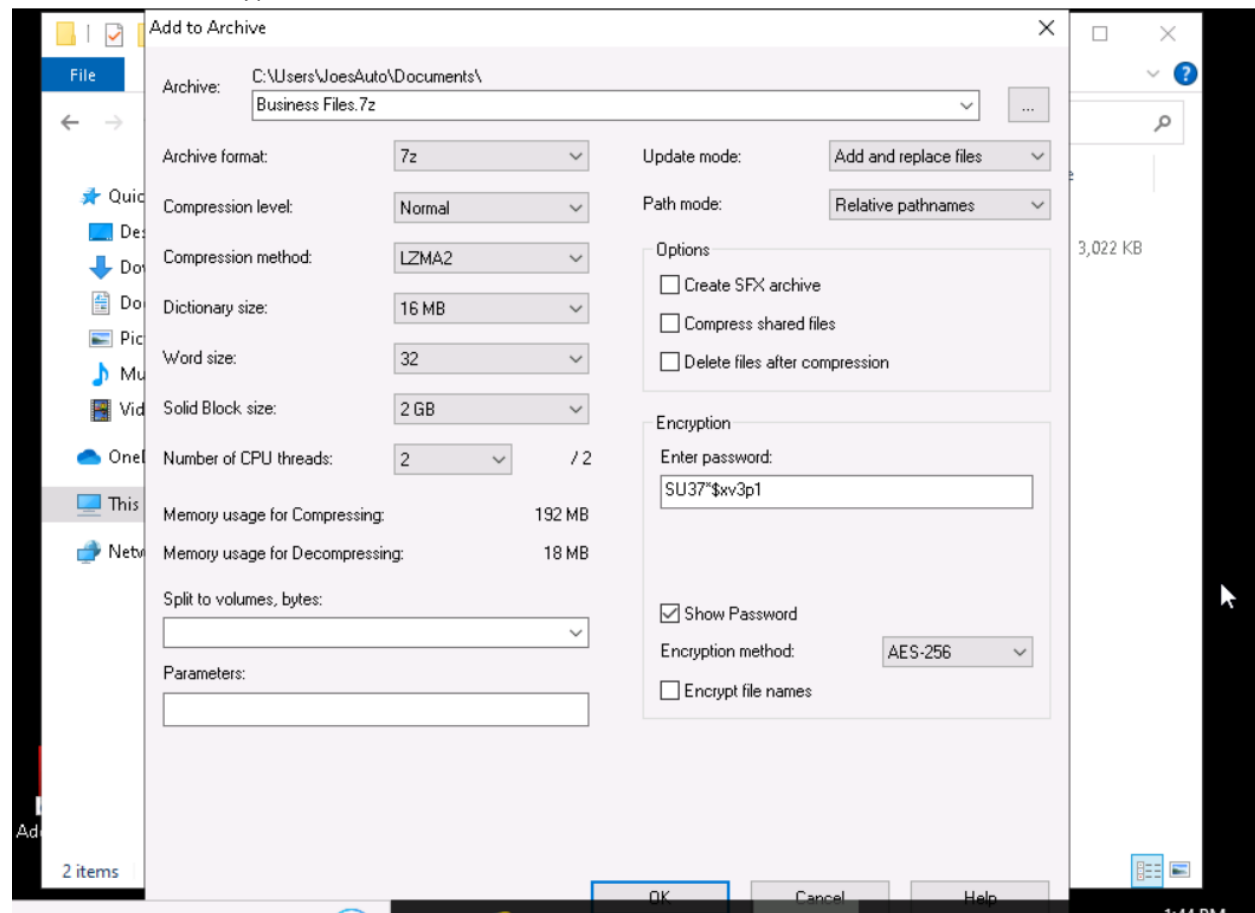 Add to Archive
File
Archive:
C:\Users\JoesAuto\Documents\
Business Files.7z
...
Archive format:
7z
Update mode:
Add and replace files
Compression level:
Normal
Path mode:
Relative pathnames
Compression method:
LZMA2
Options
Create SFX archive
3,022 KB
Dictionary size:
16 MB
Compress shared files
Word size:
32
Delete files after compression
Solid Block size:
2 GB
Encryption
Number of CPU threads:
2
/ 2
Enter password:
SU37*$xv3p1
This
Memory usage for Compressing:
192 MB
Memory usage for Decompressing:
18 MB
Split to volumes, bytes:
Show Password
Encryption method:
AES-256
Parameters:
Encrypt file names
2 items
OK
Cancel
Help
1:44 PM